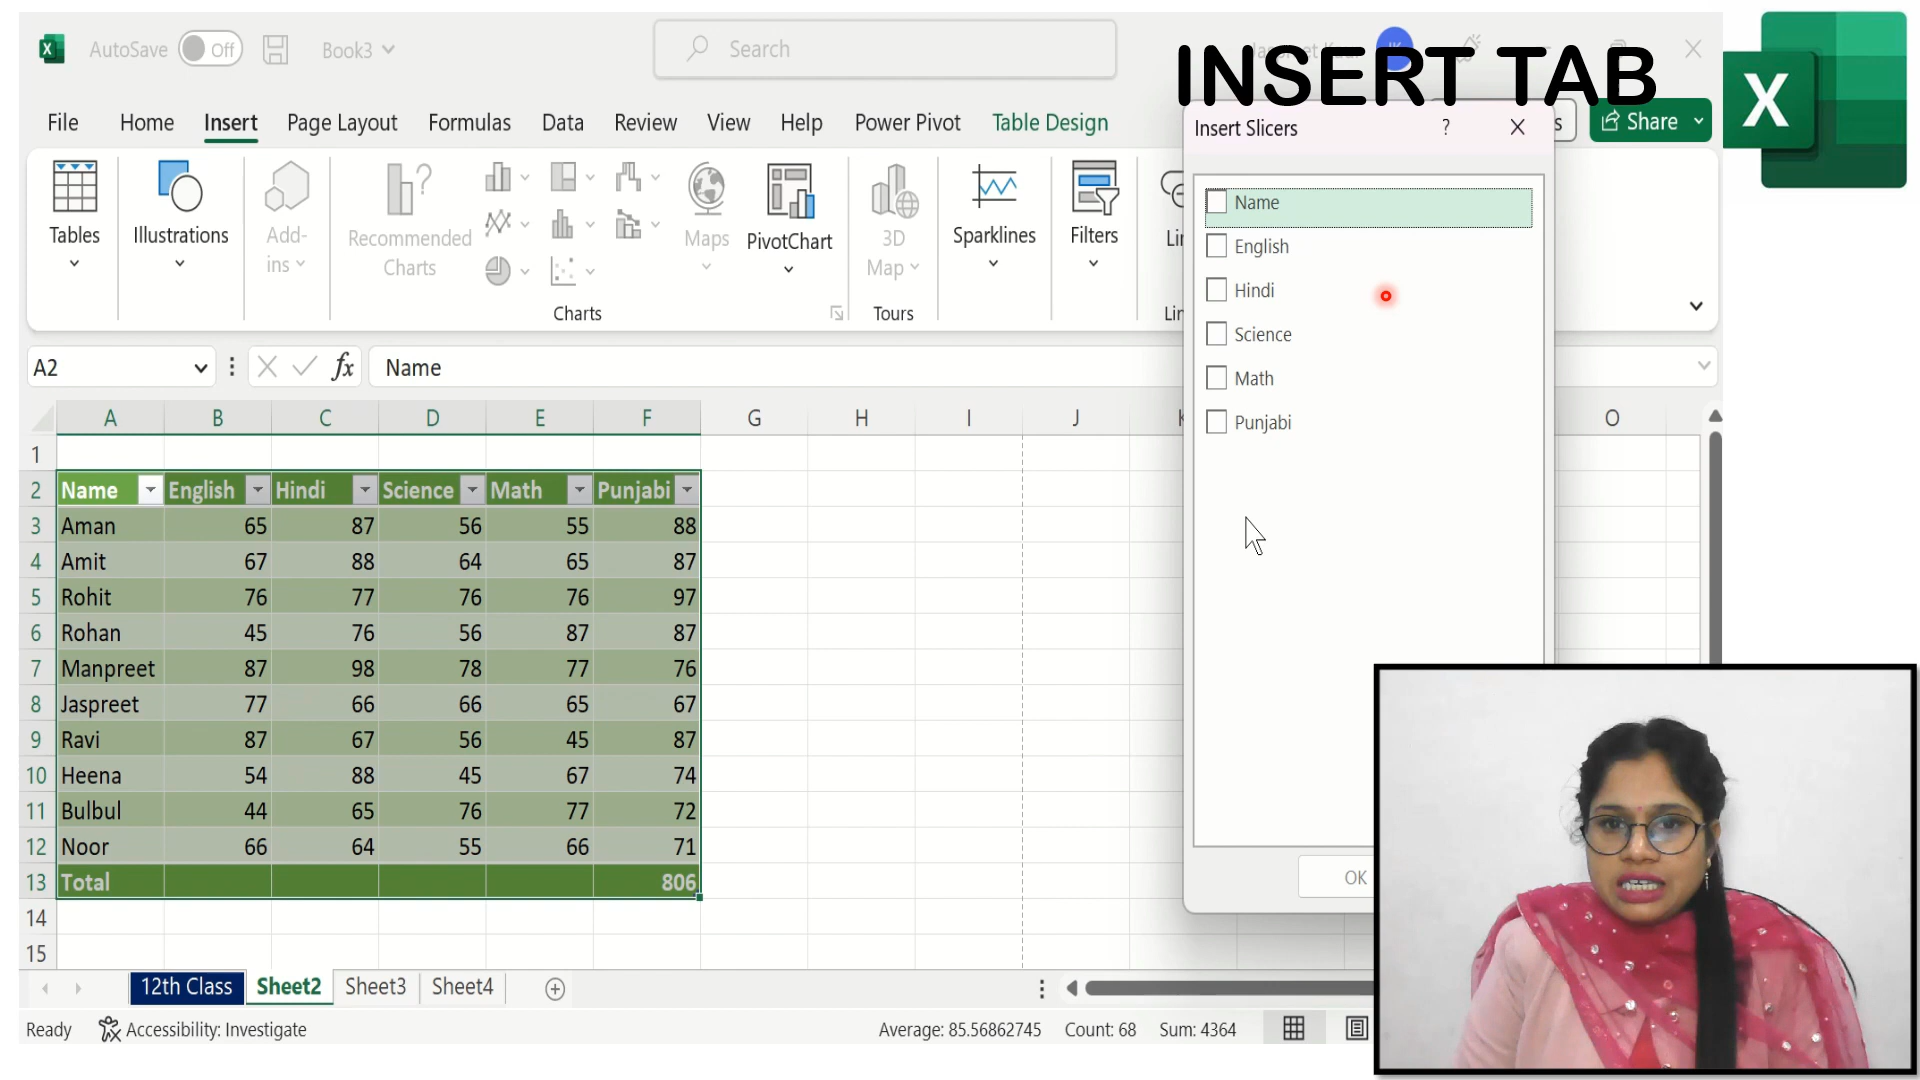 INSERT TAB
AutoSave Off Book3 Search
File Home Insert Page Layout Formulas Data Review View Help Power Pivot Table Design Share
Tables Illustrations Add-ins Recommended Charts Maps PivotChart 3D Map Sparklines Filters
Charts Tours
Insert Slicers ? X
Name
English
Hindi
Science
Math
Punjabi
OK
A2 fx Name
A B C D E F G H I J O
1
2 Name English Hindi Science Math Punjabi
3 Aman 65 87 56 55 88
4 Amit 67 88 64 65 87
5 Rohit 76 77 76 76 97
6 Rohan 45 76 56 87 87
7 Manpreet 87 98 78 77 76
8 Jaspreet 77 66 66 65 67
9 Ravi 87 67 56 45 87
10 Heena 54 88 45 67 74
11 Bulbul 44 65 76 77 72
12 Noor 66 64 55 66 71
13 Total 806
14
15
12th Class Sheet2 Sheet3 Sheet4
Ready Accessibility: Investigate Average: 85.56862745 Count: 68 Sum: 4364